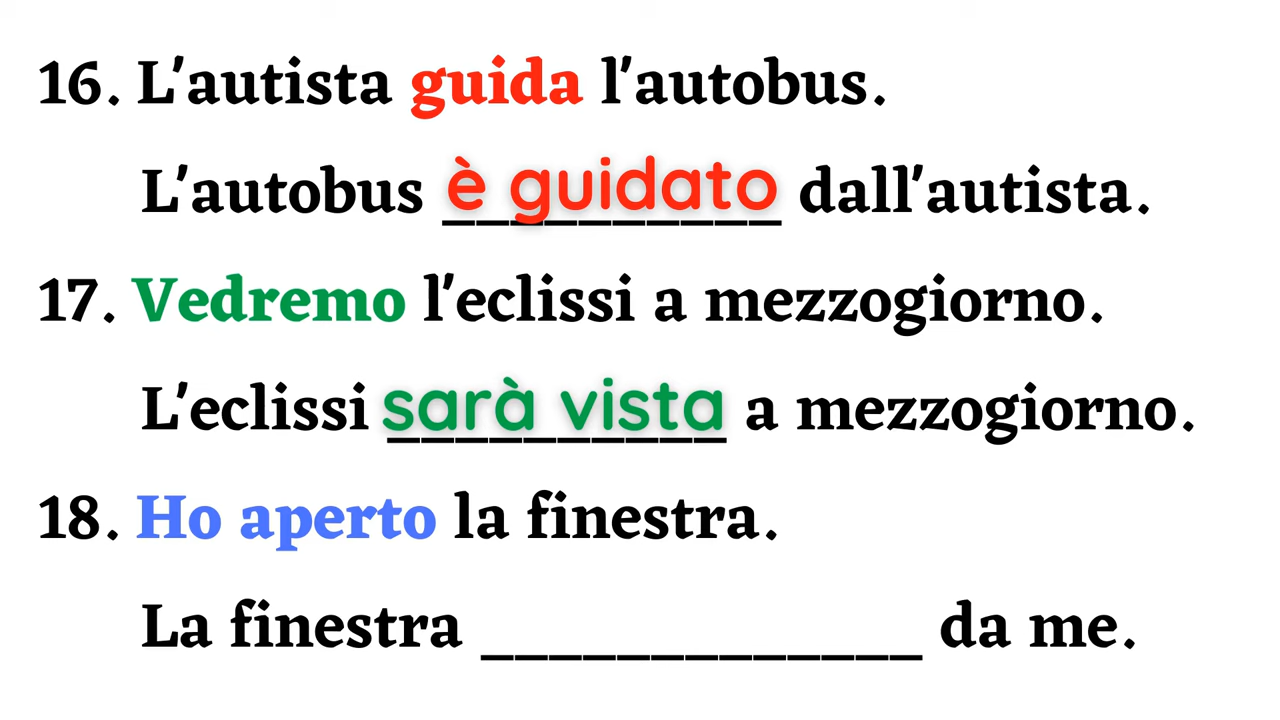 16. L'autista guida l'autobus.
L'autobus è guidato dall'autista.
17. Vedremo l'eclissi a mezzogiorno.
L'eclissi sarà vista a mezzogiorno.
18. Ho aperto la finestra.
La finestra _____________ da me.